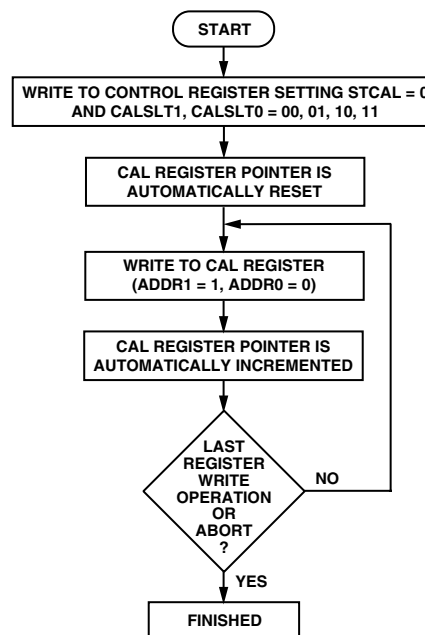 START
WRITE TO CONTROL REGISTER SETTING STCAL = 0
AND CALSLT1, CALSLT0 = 00, 01, 10, 11
CAL REGISTER POINTER IS
AUTOMATICALLY RESET
WRITE TO CAL REGISTER
(ADDR1 = 1, ADDR0 = 0)
CAL REGISTER POINTER IS
AUTOMATICALLY INCREMENTED
LAST
REGISTER
WRITE
OPERATION
OR
ABORT
?
NO
YES
FINISHED